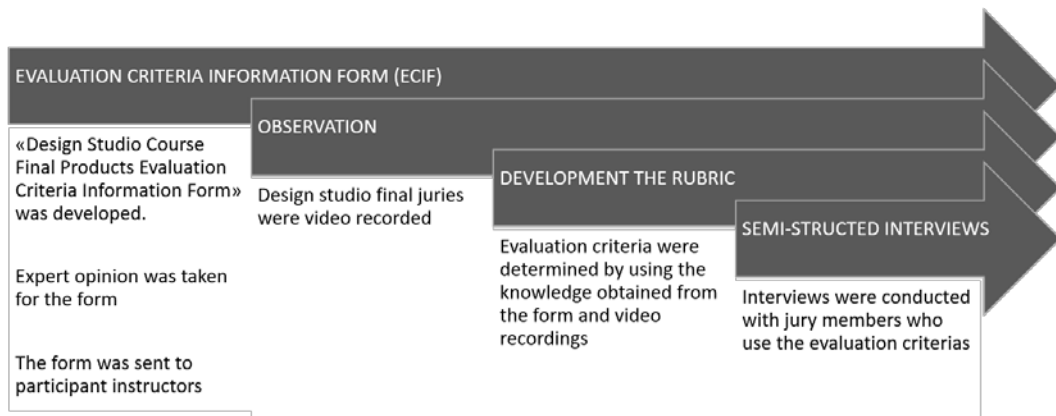 EVALUATION CRITERIA INFORMATION FORM (ECIF)
«Design Studio Course
Final Products Evaluation
Criteria Information Form»
was developed.
Expert opinion was taken
for the form
The form was sent to
participant instructors
OBSERVATION
Design studio final juries
were video recorded
DEVELOPMENT THE RUBRIC
Evaluation criteria were
determined by using the
knowledge obtained from
the form and video
recordings
SEMI-STRUCTED INTERVIEWS
Interviews were conducted
with jury members who
use the evaluation criterias